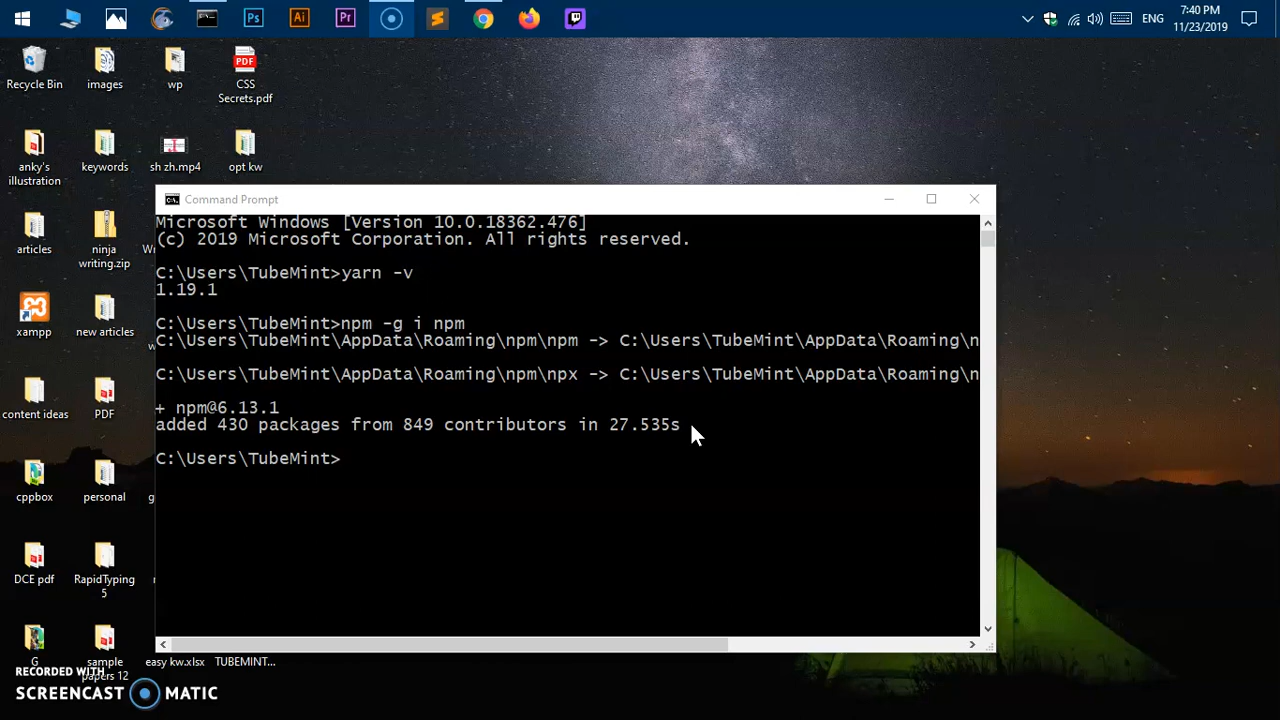 Ps
Ai
Pr
ENG
7:40 PM
11/23/2019
Recycle Bin
images
wp
PDF
CSS
Secrets.pdf
anky's
illustration
keywords
sh zh.mp4
opt kw
articles
ninja
writing.zip
xampp
new articles
content ideas
PDF
cppbox
personal
DCE pdf
RapidTyping
5
G
sample
papers 12
easy kw.xlsx
TUBEMINT...
Command Prompt
Microsoft Windows [Version 10.0.18362.476]
(c) 2019 Microsoft Corporation. All rights reserved.
C:\Users\TubeMint>yarn -v
1.19.1
C:\Users\TubeMint>npm -g i npm
C:\Users\TubeMint\AppData\Roaming\npm\npm -> C:\Users\TubeMint\AppData\Roaming\n
C:\Users\TubeMint\AppData\Roaming\npm\npx -> C:\Users\TubeMint\AppData\Roaming\n
+ npm@6.13.1
added 430 packages from 849 contributors in 27.535s
C:\Users\TubeMint>
RECORDED WITH
SCREENCAST MATIC